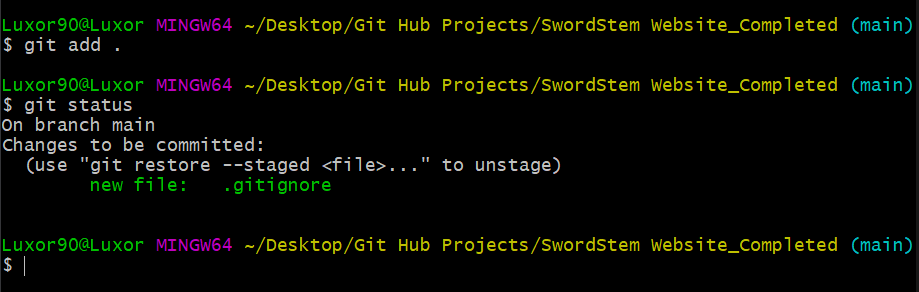 Luxor90@Luxor MINGW64 ~/Desktop/Git Hub Projects/SwordStem Website_Completed (main)
$ git add .
Luxor90@Luxor MINGW64 ~/Desktop/Git Hub Projects/SwordStem Website_Completed (main)
$ git status
On branch main
Changes to be committed:
  (use "git restore --staged <file>..." to unstage)
        new file:   .gitignore
Luxor90@Luxor MINGW64 ~/Desktop/Git Hub Projects/SwordStem Website_Completed (main)
$